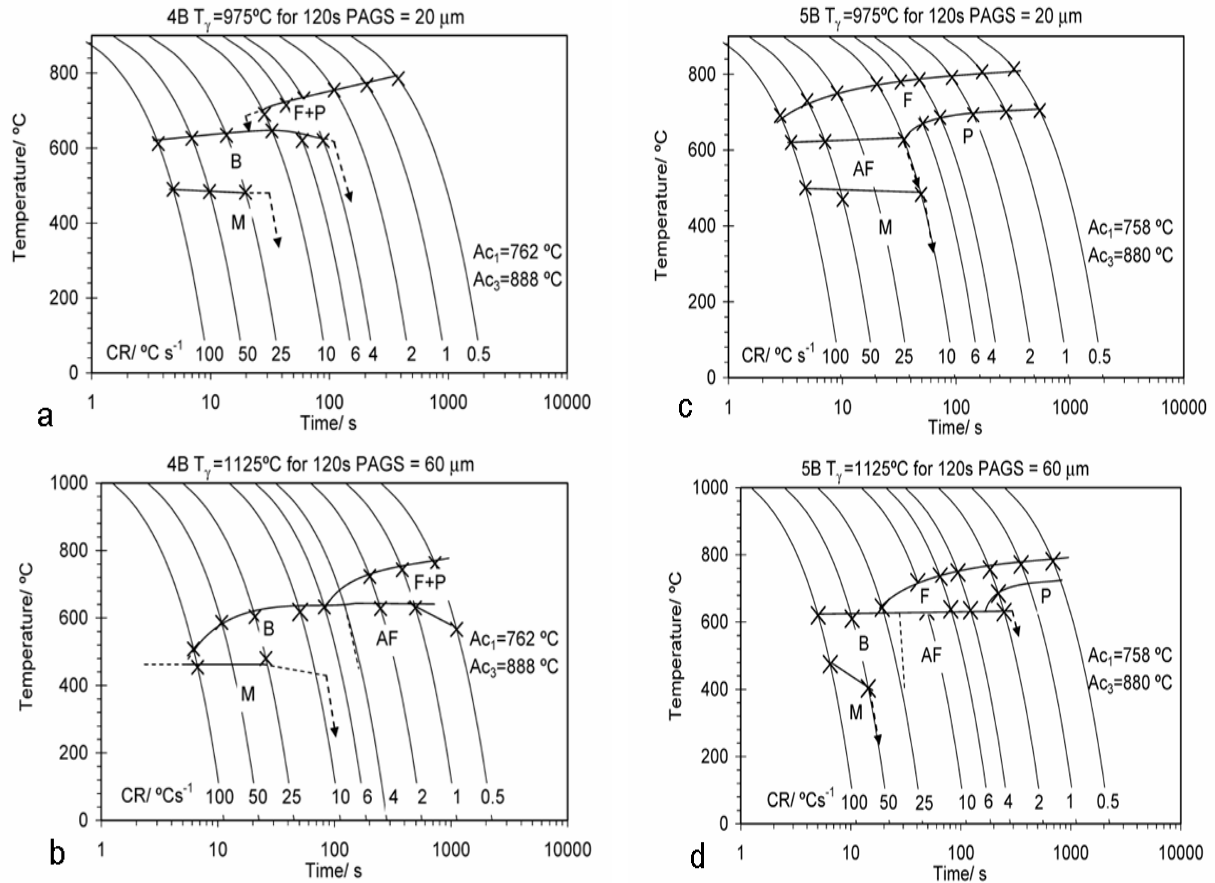 4B Tγ=975ºC for 120s PAGS = 20 μm
Temperature/ ºC
800
600
400
200
0
F+P
B
M
Ac1=762 ºC
Ac3=888 ºC
CR/ ºC s-1 100 50 25 10 6 4 2 1 0.5
1 10 100 1000 10000
Time/ s
a
5B Tγ=975ºC for 120s PAGS = 20 μm
Temperature/ ºC
800
600
400
200
0
F
P
AF
M
Ac1=758 ºC
Ac3=880 ºC
CR/ ºC s-1 100 50 25 10 6 4 2 1 0.5
1 10 100 1000 10000
Time/ s
c
4B Tγ=1125ºC for 120s PAGS = 60 μm
Temperature/ ºC
1000
800
600
400
200
0
F+P
B
AF
M
Ac1=762 ºC
Ac3=888 ºC
CR/ ºCs-1 100 50 25 10 6 4 2 1 0.5
1 10 100 1000 10000
Time/ s
b
5B Tγ=1125ºC for 120s PAGS = 60 μm
Temperature/ ºC
1000
800
600
400
200
0
F
P
B
AF
M
Ac1=758 ºC
Ac3=880 ºC
CR/ ºCs-1 100 50 25 10 6 4 2 1 0.5
1 10 100 1000 10000
Time/ s
d